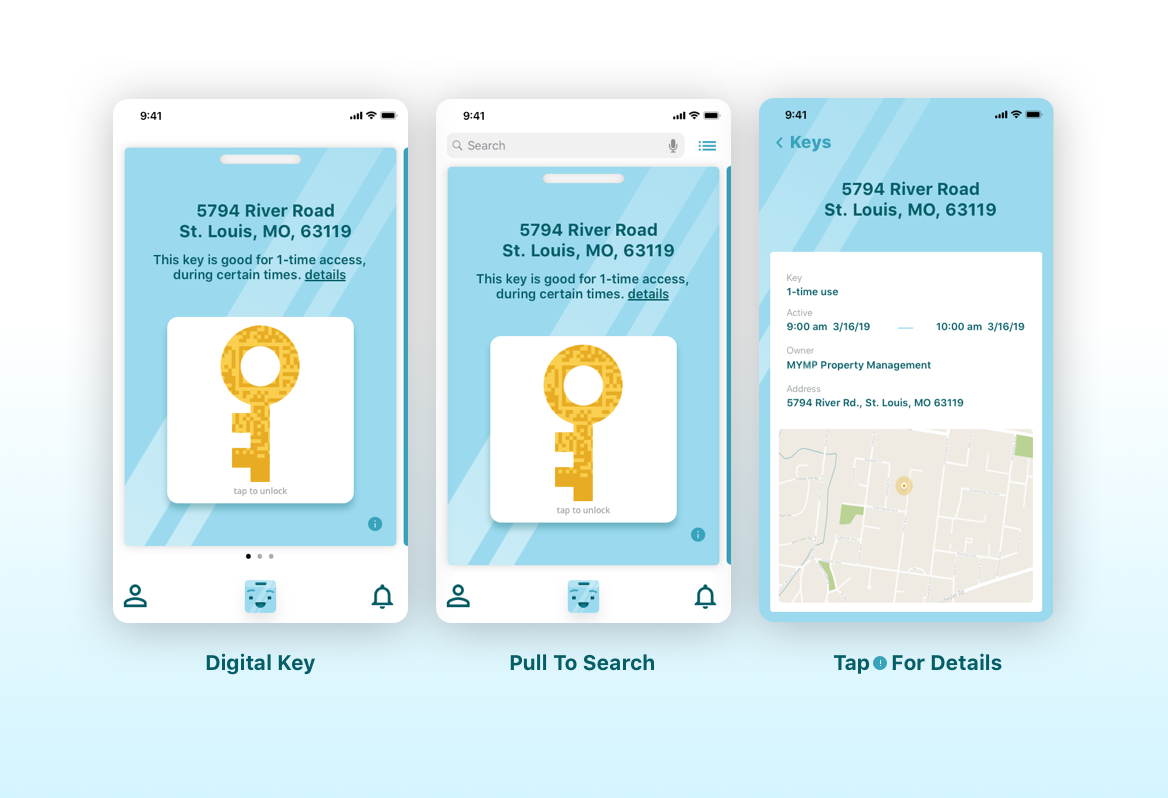 9:41
5794 River Road
St. Louis, MO, 63119
This key is good for 1-time access,
during certain times. details
tap to unlock
Digital Key
9:41
Search
5794 River Road
St. Louis, MO, 63119
This key is good for 1-time access,
during certain times. details
tap to unlock
Pull To Search
9:41
Keys
5794 River Road
St. Louis, MO, 63119
Key
1-time use
Active
9:00 am 3/16/19 — 10:00 am 3/16/19
Owner
MYMP Property Management
Address
5794 River Rd., St. Louis, MO 63119
Tap For Details